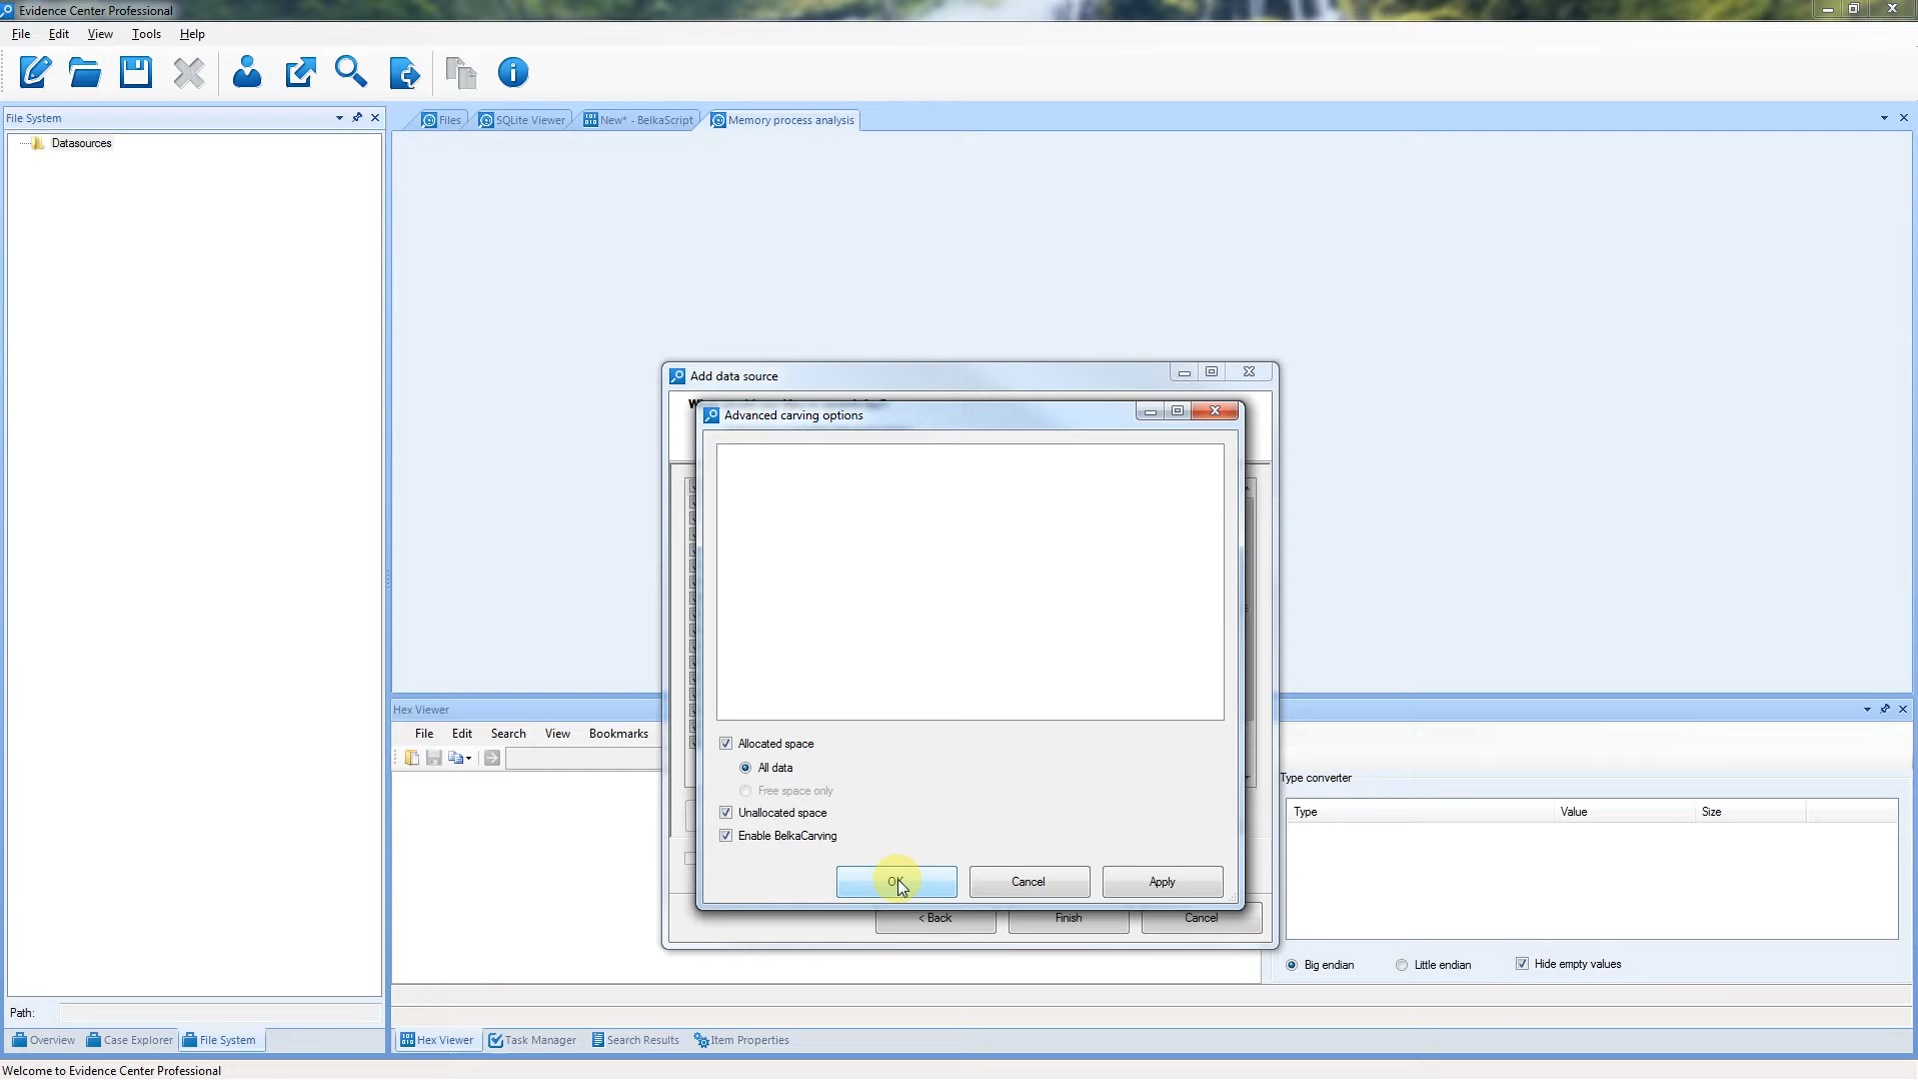 Evidence Center Professional
File Edit View Tools Help
File System
Datasources
Files SQLite Viewer New* - BelkaScript Memory process analysis
Add data source
Advanced carving options
Allocated space
All data
Free space only
Unallocated space
Enable BelkaCarving
OK Cancel Apply
< Back Finish Cancel
Hex Viewer
File Edit Search View Bookmarks
Type converter
Type Value Size
Big endian Little endian Hide empty values
Path:
Overview Case Explorer File System
Hex Viewer Task Manager Search Results Item Properties
Welcome to Evidence Center Professional